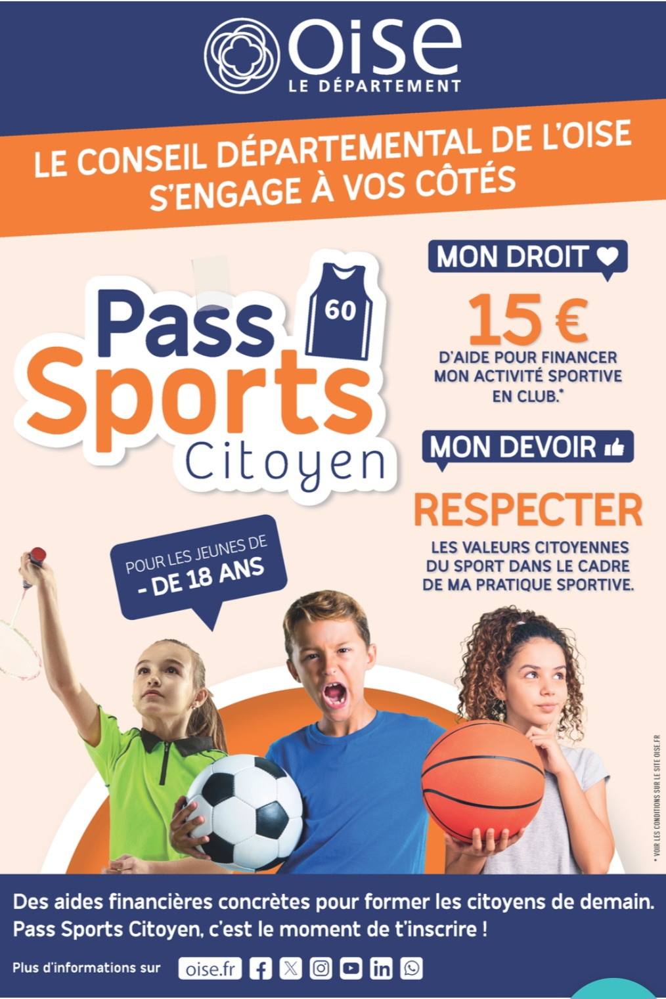 Oise
LE DÉPARTEMENT
LE CONSEIL DÉPARTEMENTAL DE L'OISE
S'ENGAGE À VOS CÔTÉS
Pass
60
Sports
Citoyen
MON DROIT
15 €
D'AIDE POUR FINANCER
MON ACTIVITÉ SPORTIVE
EN CLUB.*
MON DEVOIR
RESPECTER
LES VALEURS CITOYENNES
DU SPORT DANS LE CADRE
DE MA PRATIQUE SPORTIVE.
POUR LES JEUNES DE
- DE 18 ANS
* VOIR LES CONDITIONS SUR LE SITE OISE.FR
Des aides financières concrètes pour former les citoyens de demain.
Pass Sports Citoyen, c'est le moment de t'inscrire !
Plus d'informations sur oise.fr